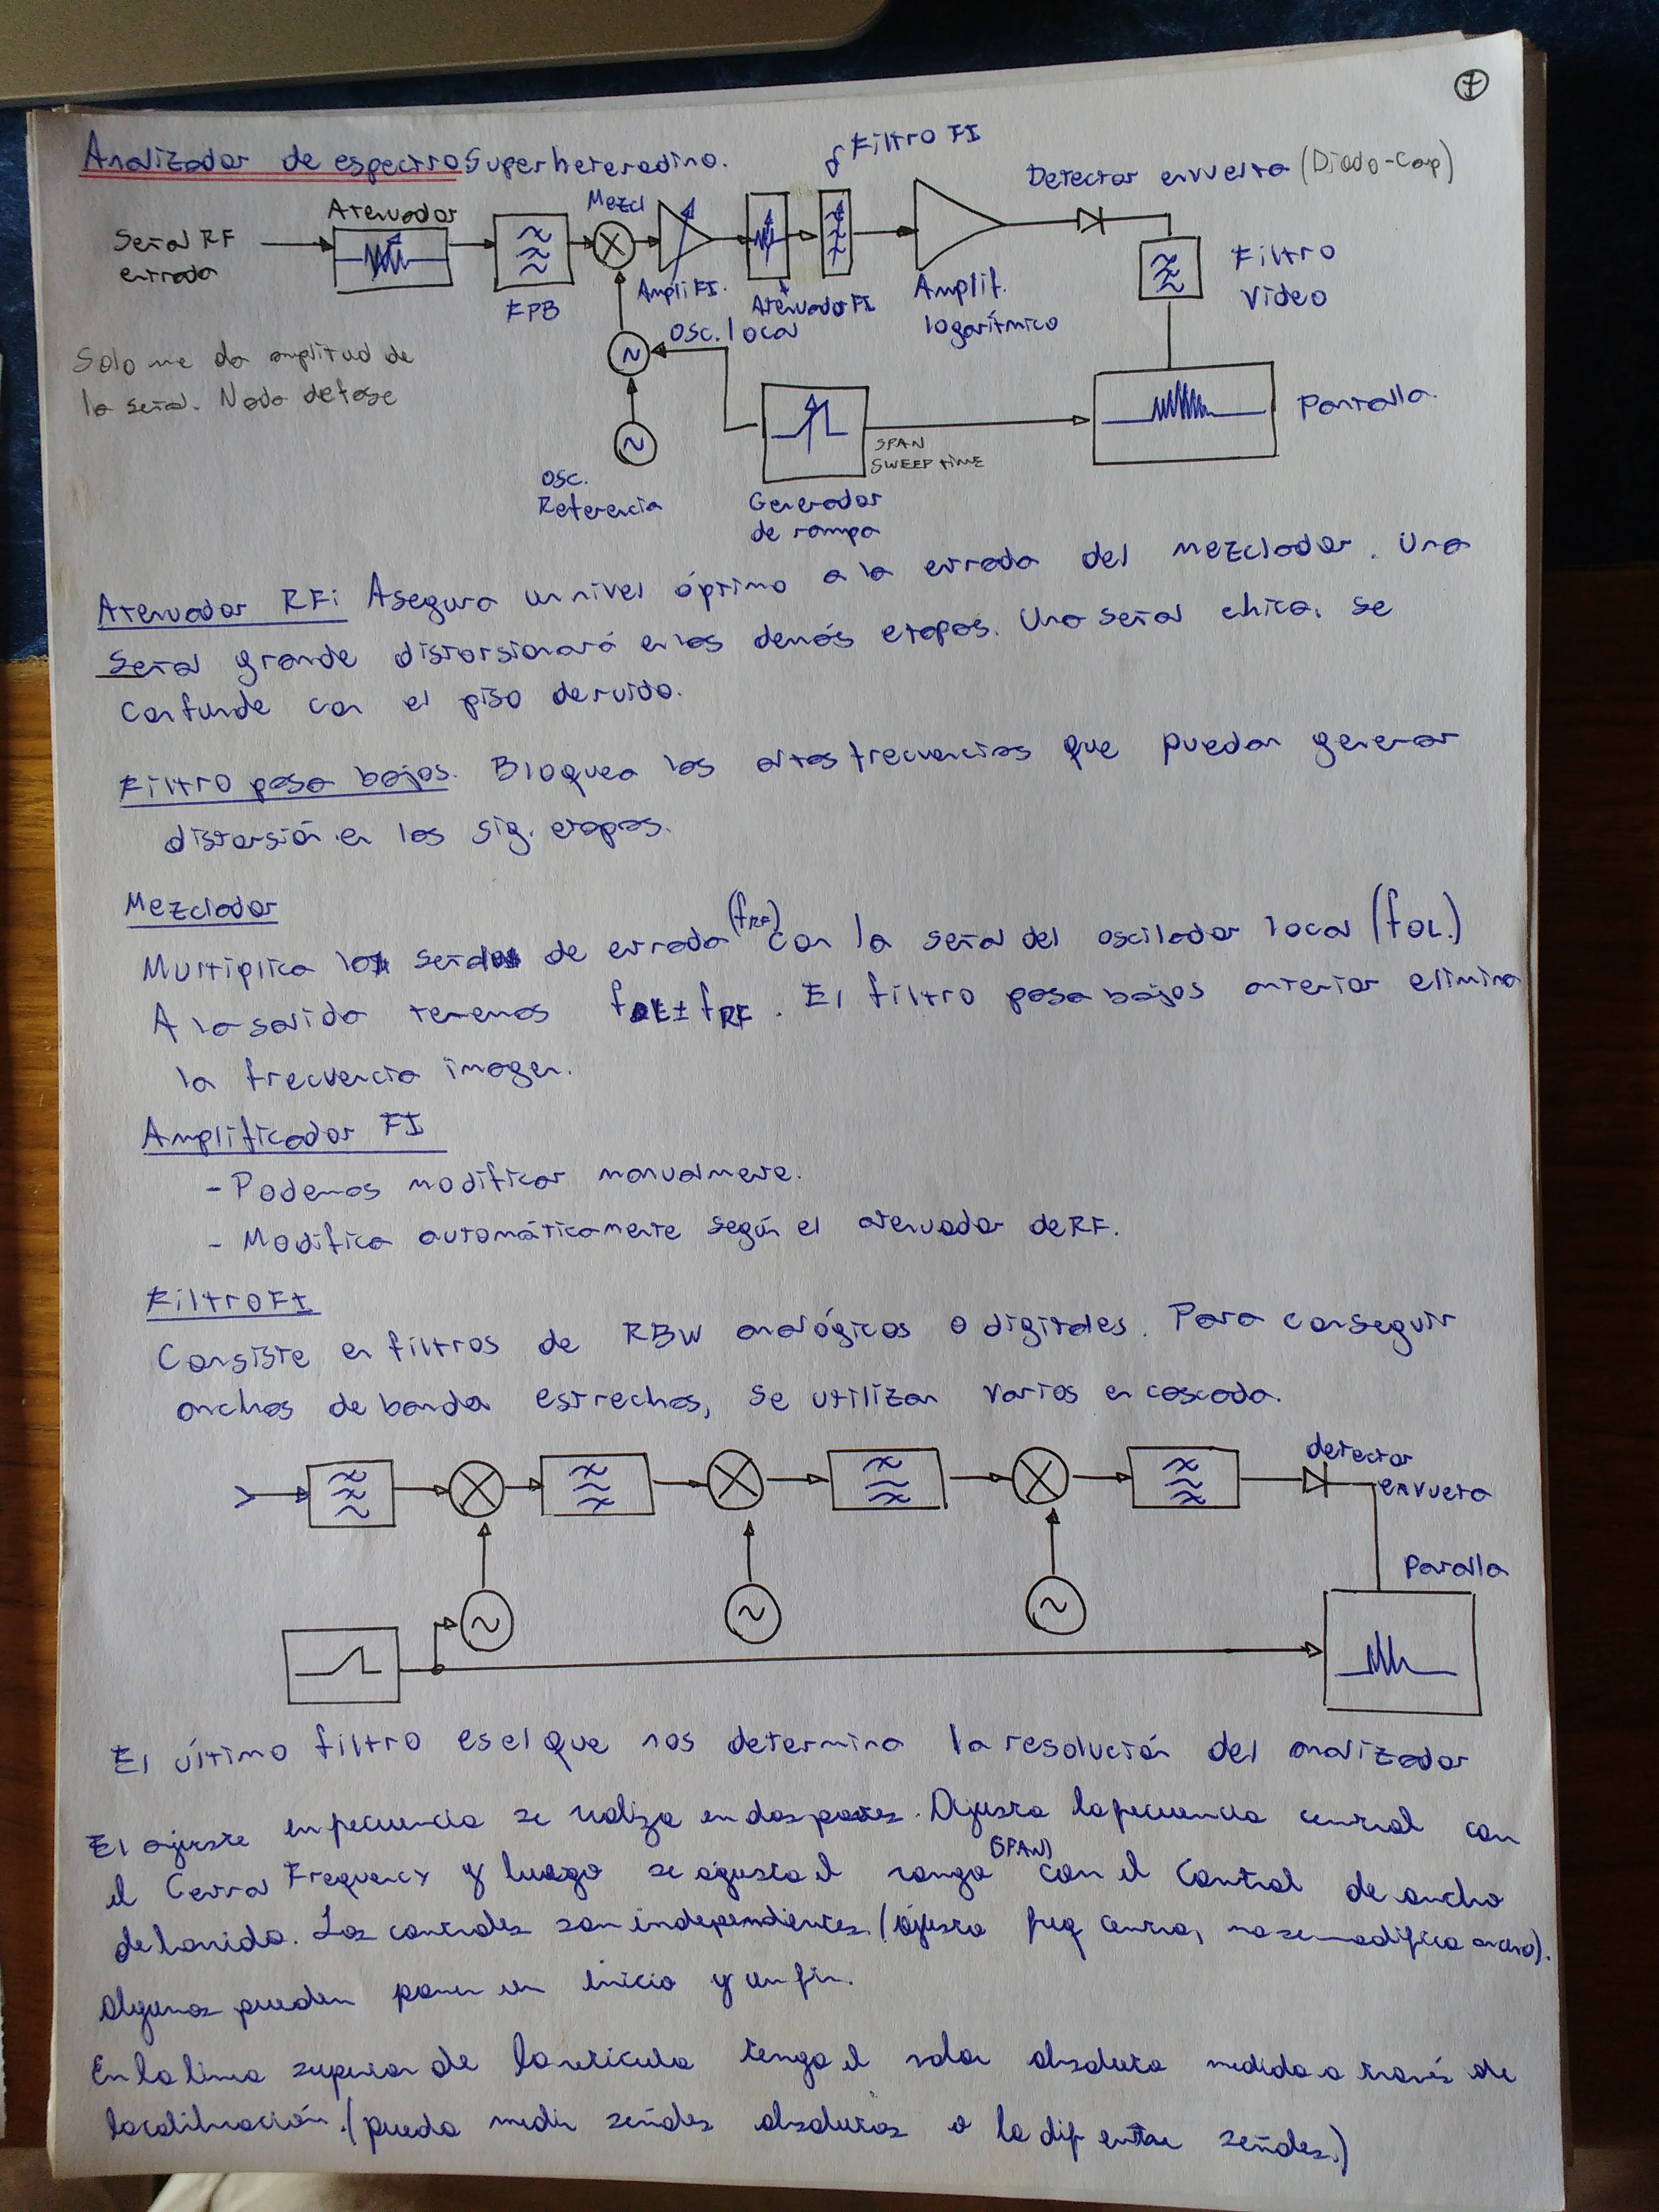 7
Analizador de espectro Superheterodino.
Filtro FI
Detector envuelta (Diodo-Cap)
Mezcl
Atenuador
Señal RF
entrada
FPB
Ampli FI.
Atenuador FI
Amplif.
logarítmico
Filtro
Video
Osc. local
Solo me da amplitud de
la señal. Nada de fase
Pantalla.
SPAN
SWEEP time
Osc.
Referencia
Generador
de rampa
Atenuador RF: Asegura un nivel óptimo a la entrada del mezclador. Una
señal grande distorsionará en las demás etapas. Una señal chica, se
confunde con el piso de ruido.
Filtro pasa bajos. Bloquea las altas frecuencias que puedan generar
distorsión en las sig. etapas.
Mezclador
Multiplica la señal de entrada (fRF) con la señal del oscilador local (fOL.)
A la salida tenemos fOL ± fRF. El filtro pasa bajos anterior elimina
la frecuencia imagen.
Amplificador FI
- Podemos modificar manualmente.
- Modifica automáticamente según el atenuador de RF.
Filtro FI
Consiste en filtros de RBW analógicos o digitales. Para conseguir
anchos de banda estrechos, se utilizan varios en cascada.
detector
envuelta
Pantalla
El último filtro es el que nos determina la resolución del analizador
El ajuste en frecuencia se realiza en dos partes. Ajusta la frecuencia central con
el Central Frequency y luego se ajusta el rango (SPAN) con el control de ancho
de barrido. Los controles son independientes. (ajusta freq central, no se modifica ancho).
Algunos pueden poner un inicio y un fin.
En la línea superior de la retícula tengo el valor absoluto medido a través de
la calibración. (puedo medir señales absolutas o la dif entre señales.)